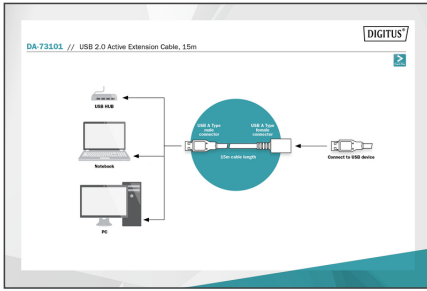 DIGITUS®
DA-73101 // USB 2.0 Active Extension Cable, 15m
USB HUB
USB A Type
male
connector
USB A Type
female
connector
15m cable length
Notebook
Connect to USB device
PC